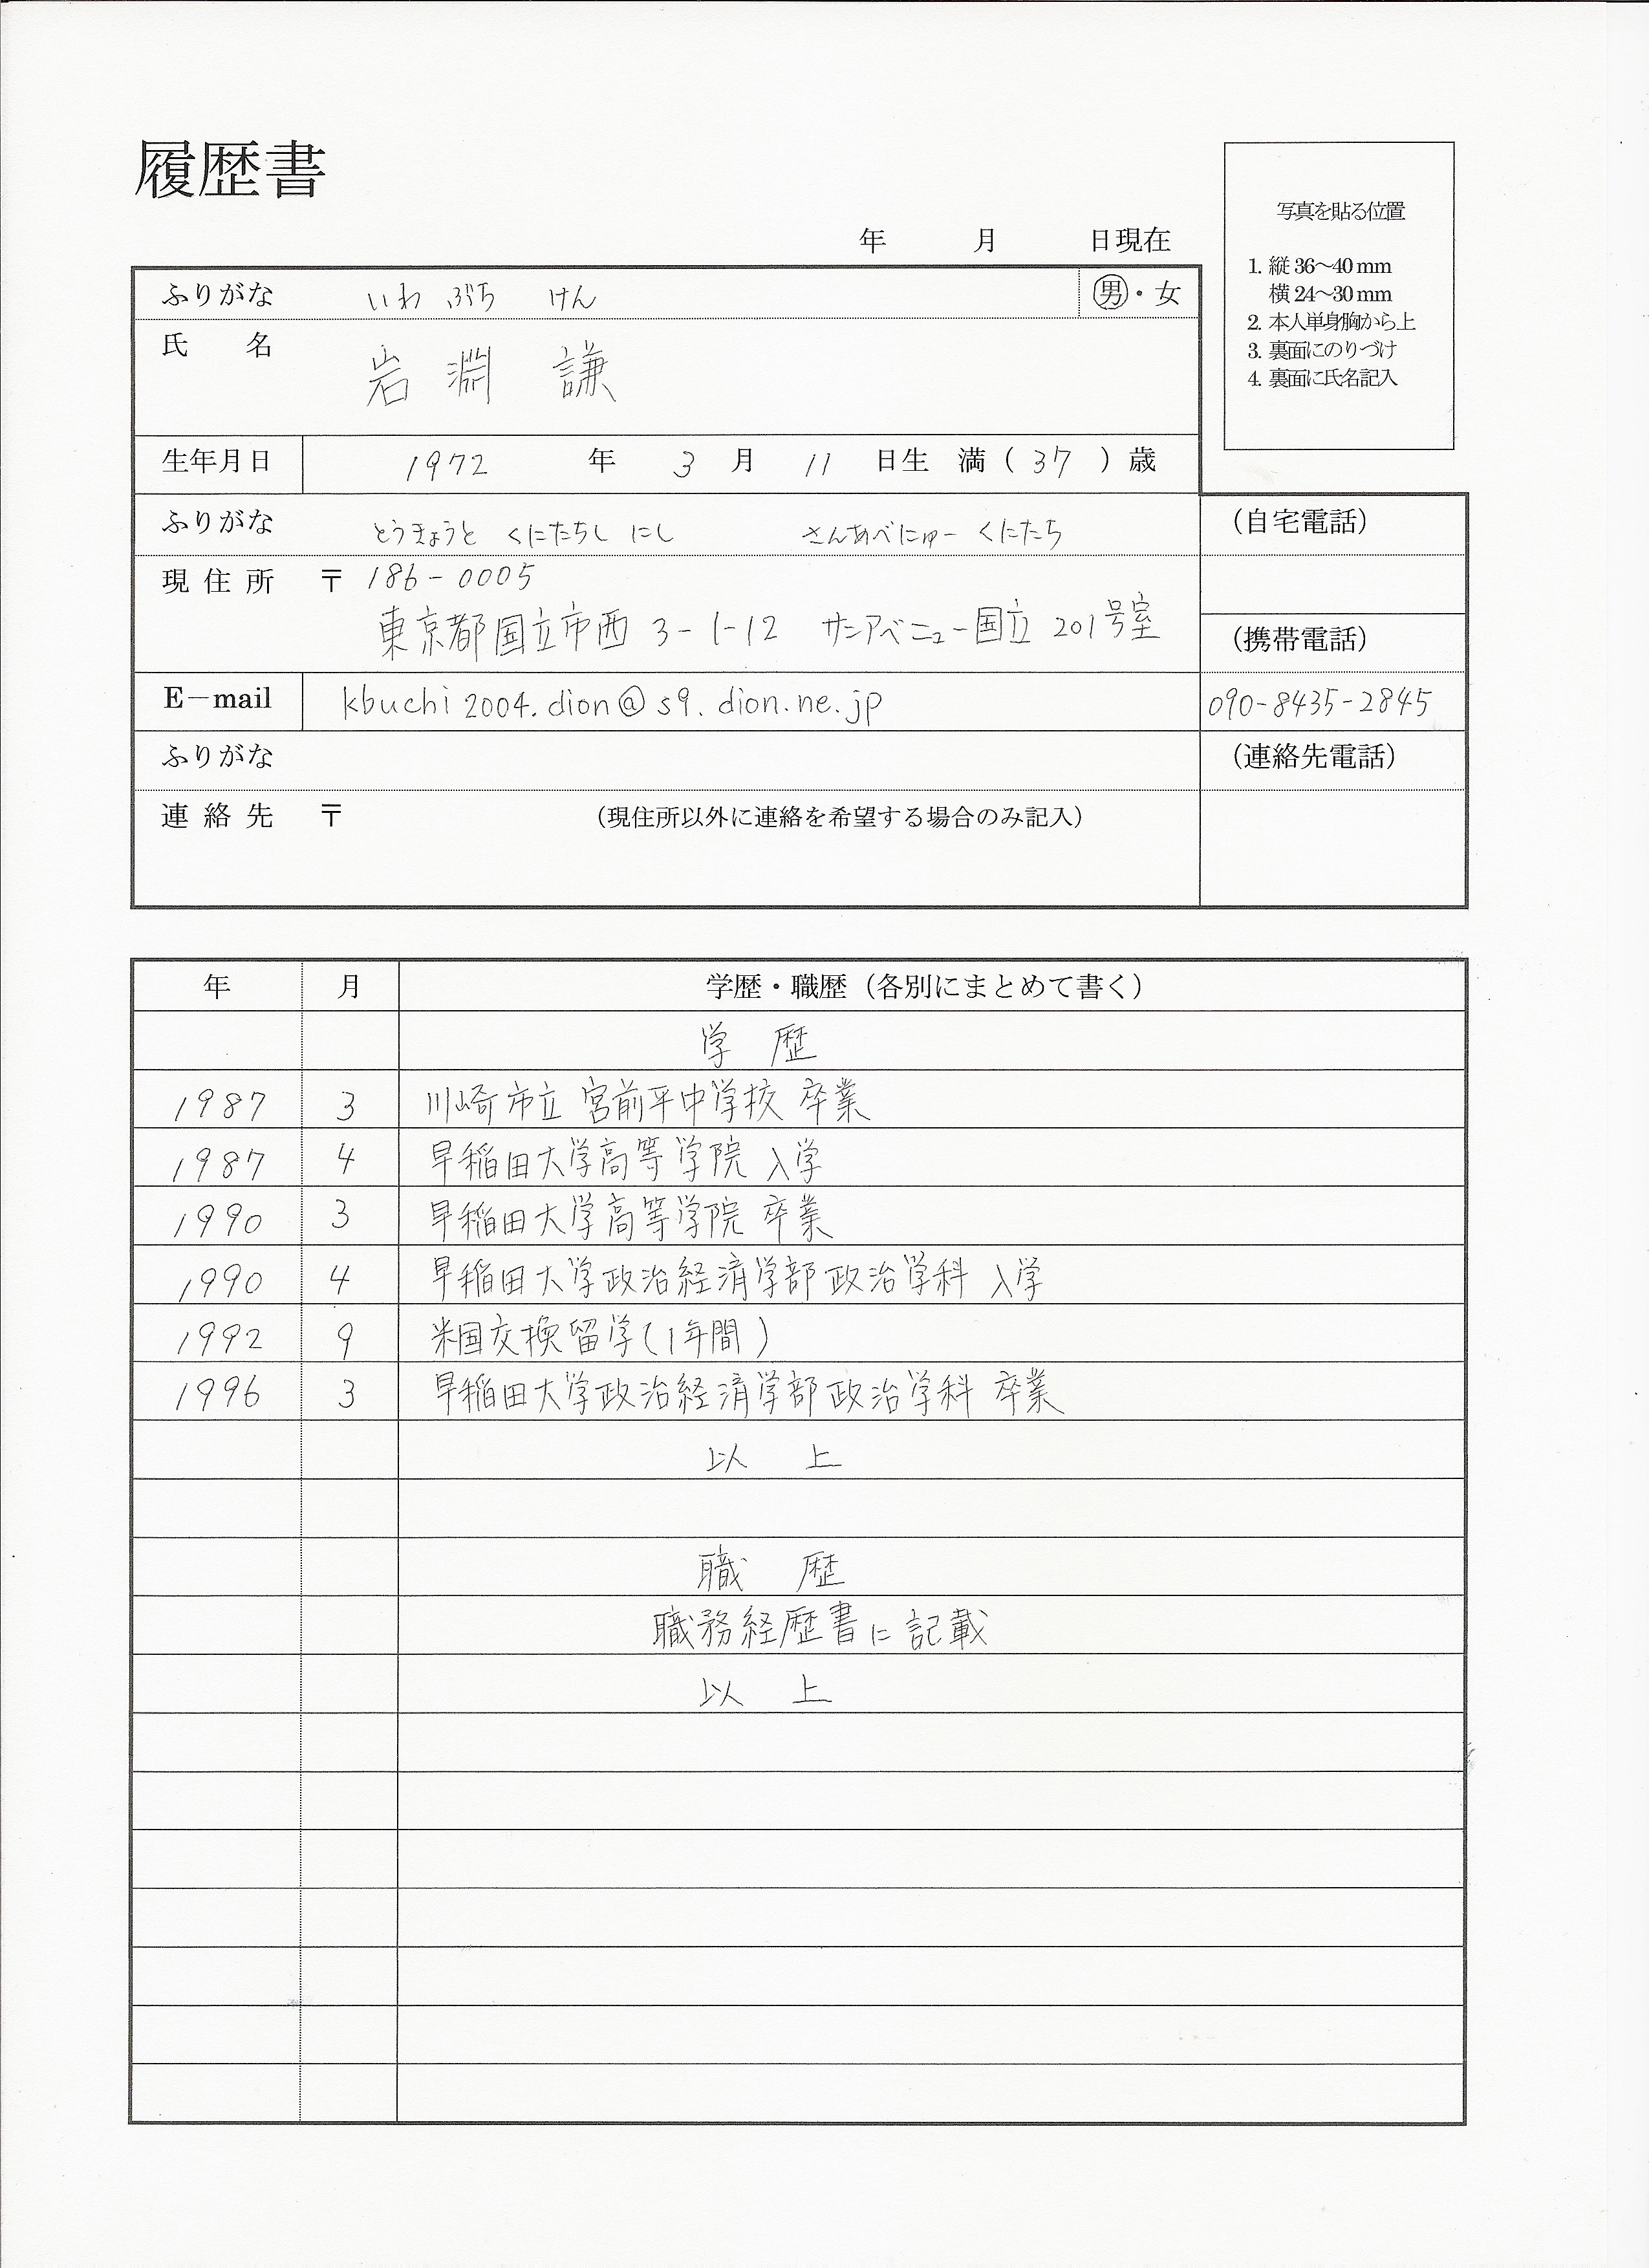 履歴書
年 月 日現在
写真を貼る位置
1. 縦 36～40 mm
横 24～30 mm
2. 本人単身胸から上
3. 裏面にのりづけ
4. 裏面に氏名記入
ふりがな いわ ぶち けん 男・女
氏 名 岩淵 謙
生年月日 1972 年 3 月 11 日生 満（37）歳
ふりがな とうきょうと くにたちし にし さんあべにゅー くにたち
（自宅電話）
現住所 〒 186-0005
東京都国立市西 3-1-12 サンアベニュー国立 201号室
（携帯電話）
E－mail kbuchi2004.dion@s9.dion.ne.jp
090-8435-2845
ふりがな
（連絡先電話）
連絡先 〒 （現住所以外に連絡を希望する場合のみ記入）
年 月 学歴・職歴（各別にまとめて書く）
学 歴
1987 3 川崎市立 宮前平中学校 卒業
1987 4 早稲田大学高等学院 入学
1990 3 早稲田大学高等学院 卒業
1990 4 早稲田大学政治経済学部政治学科 入学
1992 9 米国交換留学（1年間）
1996 3 早稲田大学政治経済学部政治学科 卒業
以 上
職 歴
職務経歴書に記載
以 上